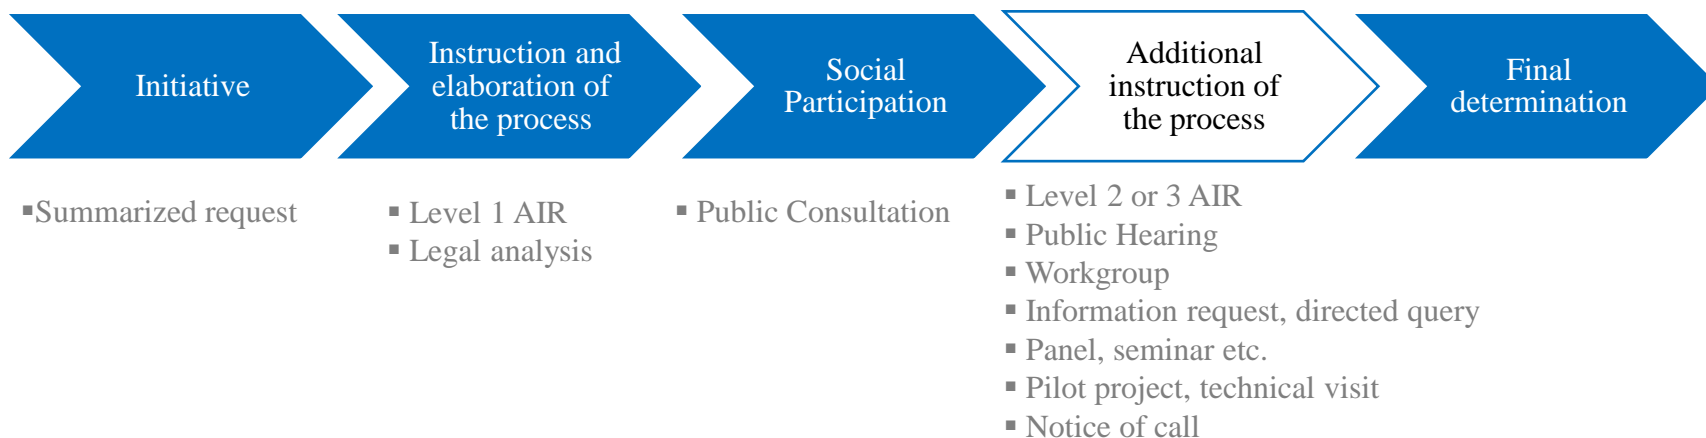 Initiative
Instruction and
elaboration of
the process
Social
Participation
Additional
instruction of
the process
Final
determination
▪Summarized request
▪ Level 1 AIR
▪ Legal analysis
▪ Public Consultation
▪ Level 2 or 3 AIR
▪ Public Hearing
▪ Workgroup
▪ Information request, directed query
▪ Panel, seminar etc.
▪ Pilot project, technical visit
▪ Notice of call